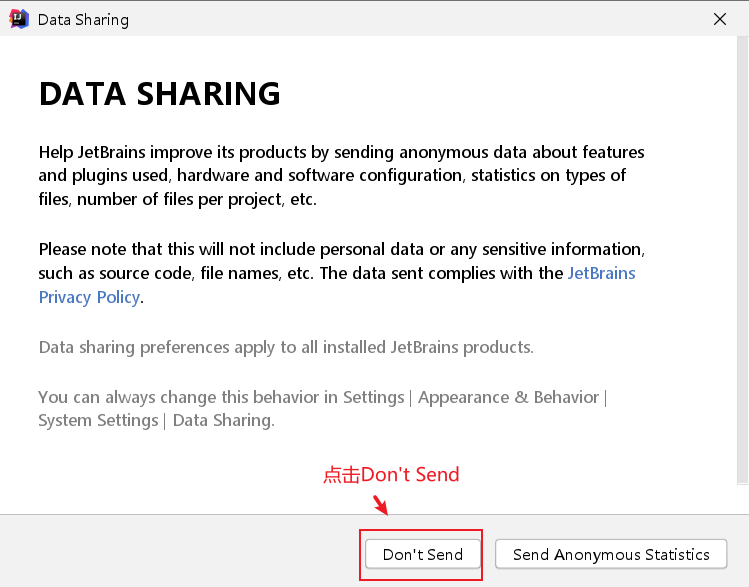 Data Sharing
DATA SHARING
Help JetBrains improve its products by sending anonymous data about features
and plugins used, hardware and software configuration, statistics on types of
files, number of files per project, etc.
Please note that this will not include personal data or any sensitive information,
such as source code, file names, etc. The data sent complies with the JetBrains
Privacy Policy.
Data sharing preferences apply to all installed JetBrains products.
You can always change this behavior in Settings | Appearance & Behavior |
System Settings | Data Sharing.
点击Don't Send
Don't Send
Send Anonymous Statistics